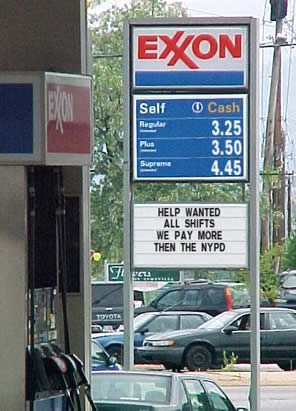 EXXON
EXXON
Self Cash
Regular 3.25
Plus 3.50
Supreme 4.45
HELP WANTED
ALL SHIFTS
WE PAY MORE
THEN THE NYPD
Flowers
TOYOTA